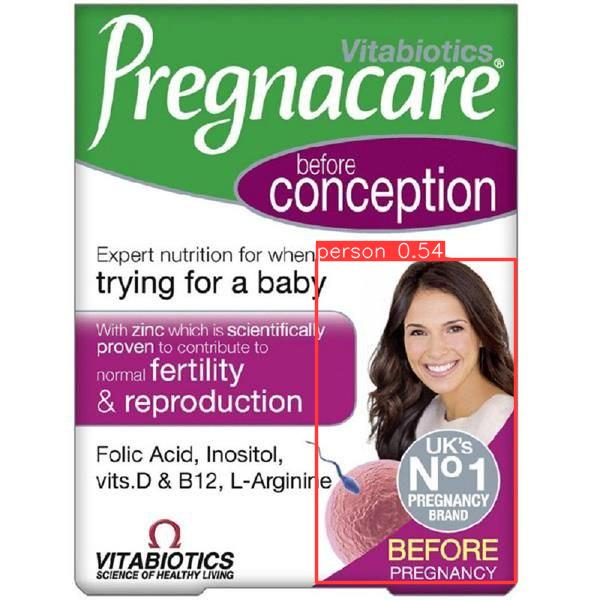 Vitabiotics
Pregnacare®
before
conception
Expert nutrition for when
person 0.54
trying for a baby
With zinc which is scientifically
proven to contribute to
normal fertility
& reproduction
Folic Acid, Inositol,
vits.D & B12, L-Arginine
UK's
Nº1
PREGNANCY
BRAND
BEFORE
PREGNANCY
VITABIOTICS
SCIENCE OF HEALTHY LIVING